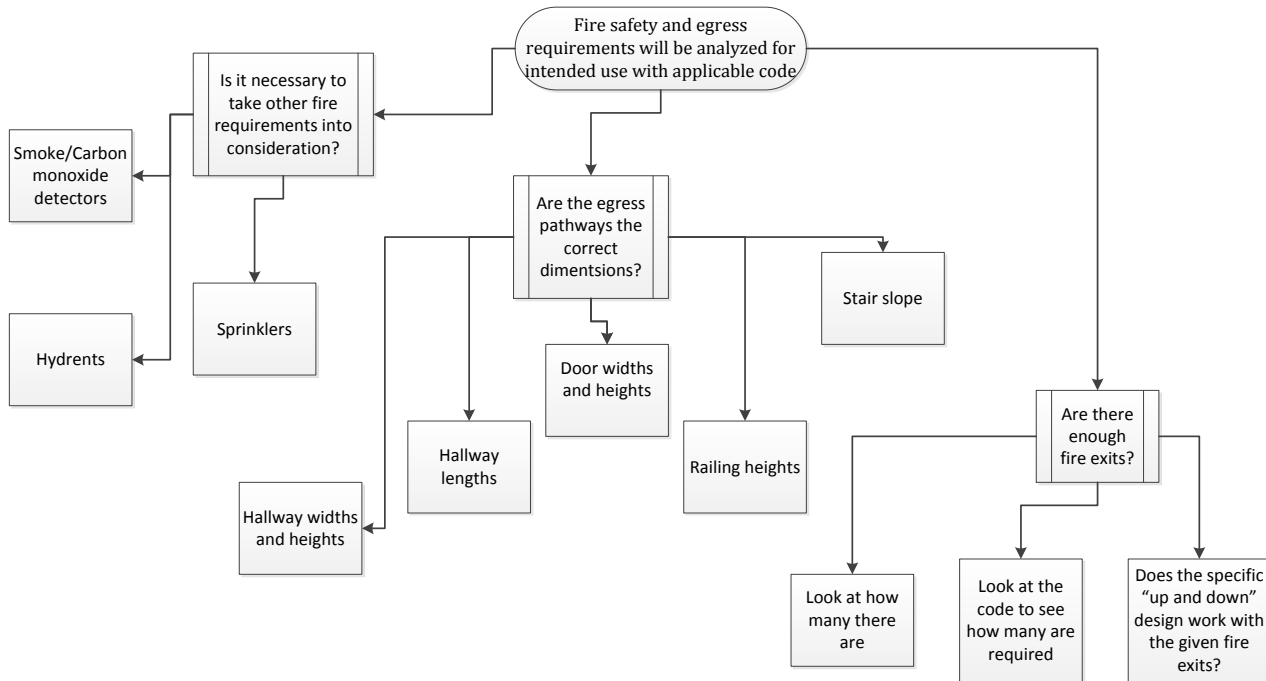 Fire safety and egress
requirements will be analyzed for
intended use with applicable code
Is it necessary to
take other fire
requirements into
consideration?
Smoke/Carbon
monoxide
detectors
Hydrents
Sprinklers
Are the egress
pathways the
correct
dimentsions?
Stair slope
Door widths
and heights
Hallway
lengths
Railing heights
Hallway widths
and heights
Are there
enough
fire exits?
Look at how
many there
are
Look at the
code to see
how many are
required
Does the specific
“up and down”
design work with
the given fire
exits?